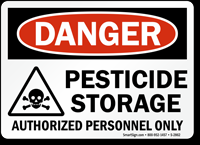 DANGER
PESTICIDE
STORAGE
AUTHORIZED PERSONNEL ONLY